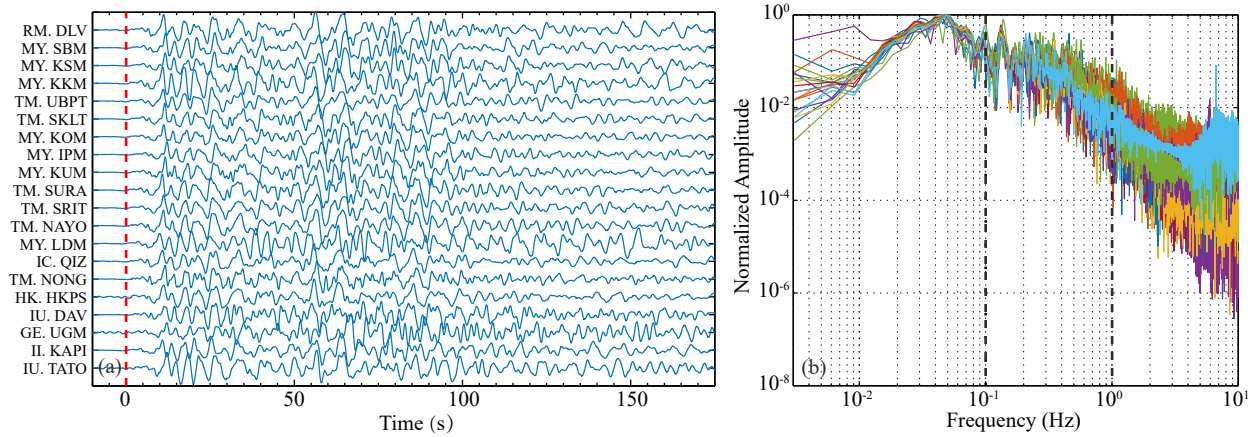 RM. DLV
MY. SBM
MY. KSM
MY. KKM
TM. UBPT
TM. SKLT
MY. KOM
MY. IPM
MY. KUM
TM. SURA
TM. SRIT
TM. NAYO
MY. LDM
IC. QIZ
TM. NONG
HK. HKPS
IU. DAV
GE. UGM
II. KAPI
IU. TATO
(a)
0 50 100 150
Time (s)
10^0
10^-2
10^-4
10^-6
10^-8
Normalized Amplitude
(b)
10^-2 10^-1 10^0 10^1
Frequency (Hz)